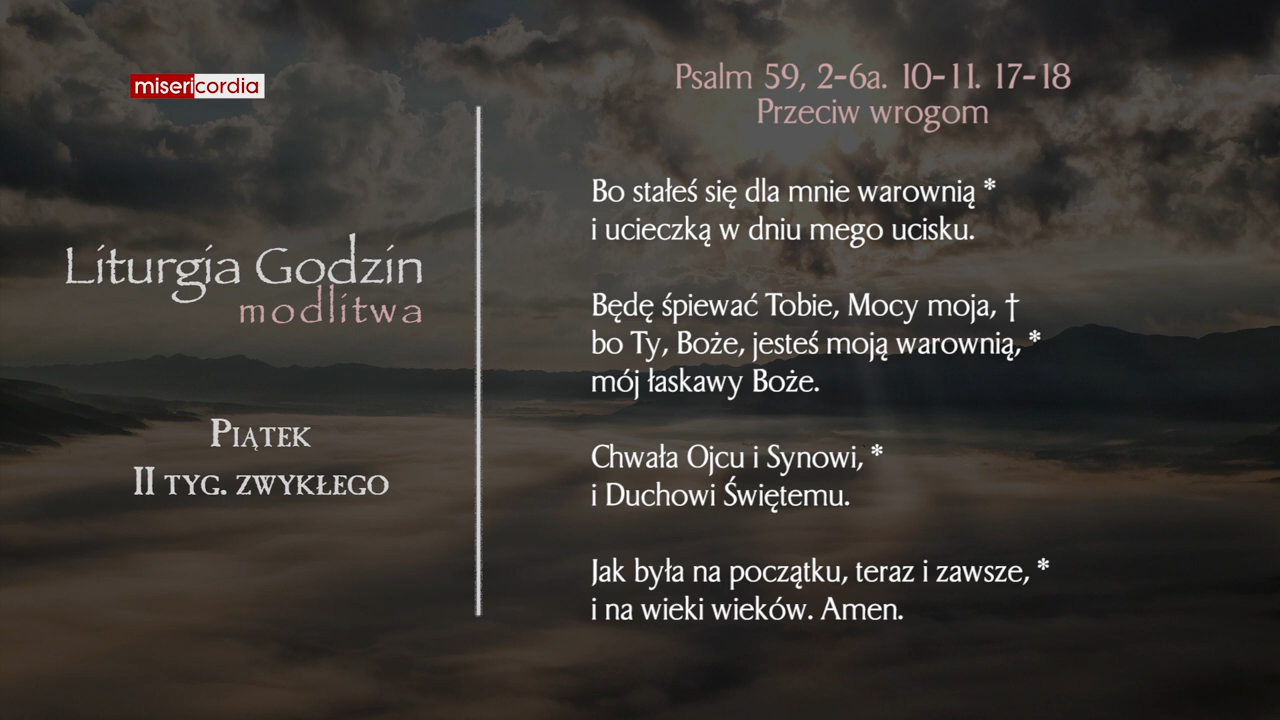 misericordia
Liturgia Godzin
modlitwa
Piątek
II tyg. zwykłego
Psalm 59, 2-6a. 10-11. 17-18
Przeciw wrogom
Bo stałeś się dla mnie warownią *
i ucieczką w dniu mego ucisku.
Będę śpiewać Tobie, Mocy moja, †
bo Ty, Boże, jesteś moją warownią, *
mój łaskawy Boże.
Chwała Ojcu i Synowi, *
i Duchowi Świętemu.
Jak była na początku, teraz i zawsze, *
i na wieki wieków. Amen.